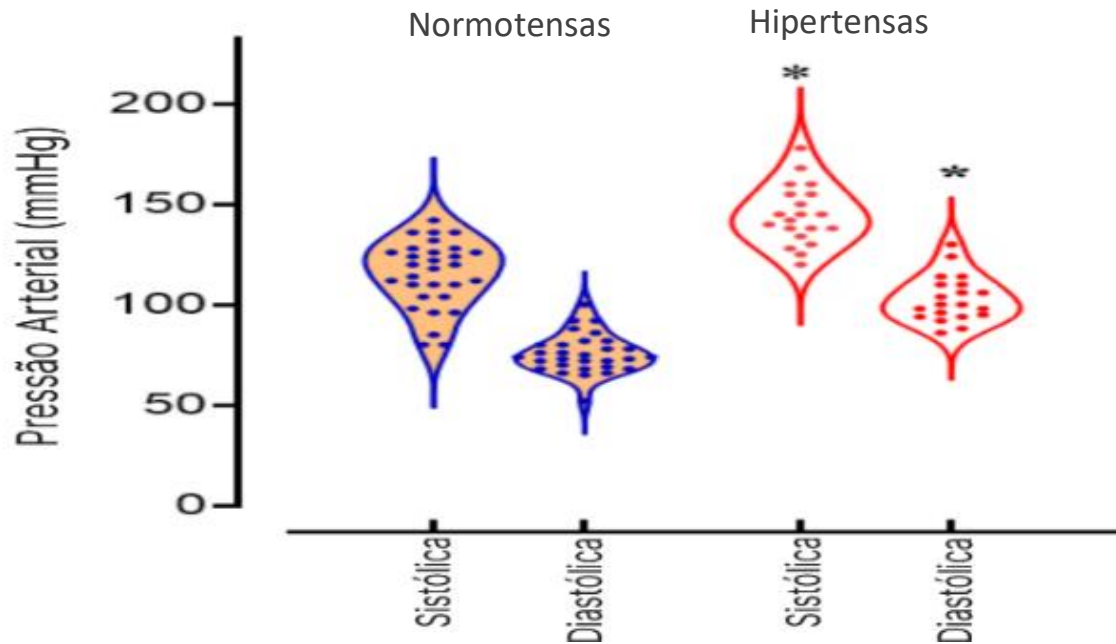 Normotensas
Hipertensas
*
*
Pressão Arterial (mmHg)
200
150
100
50
0
Sistólica
Diastólica
Sistólica
Diastólica